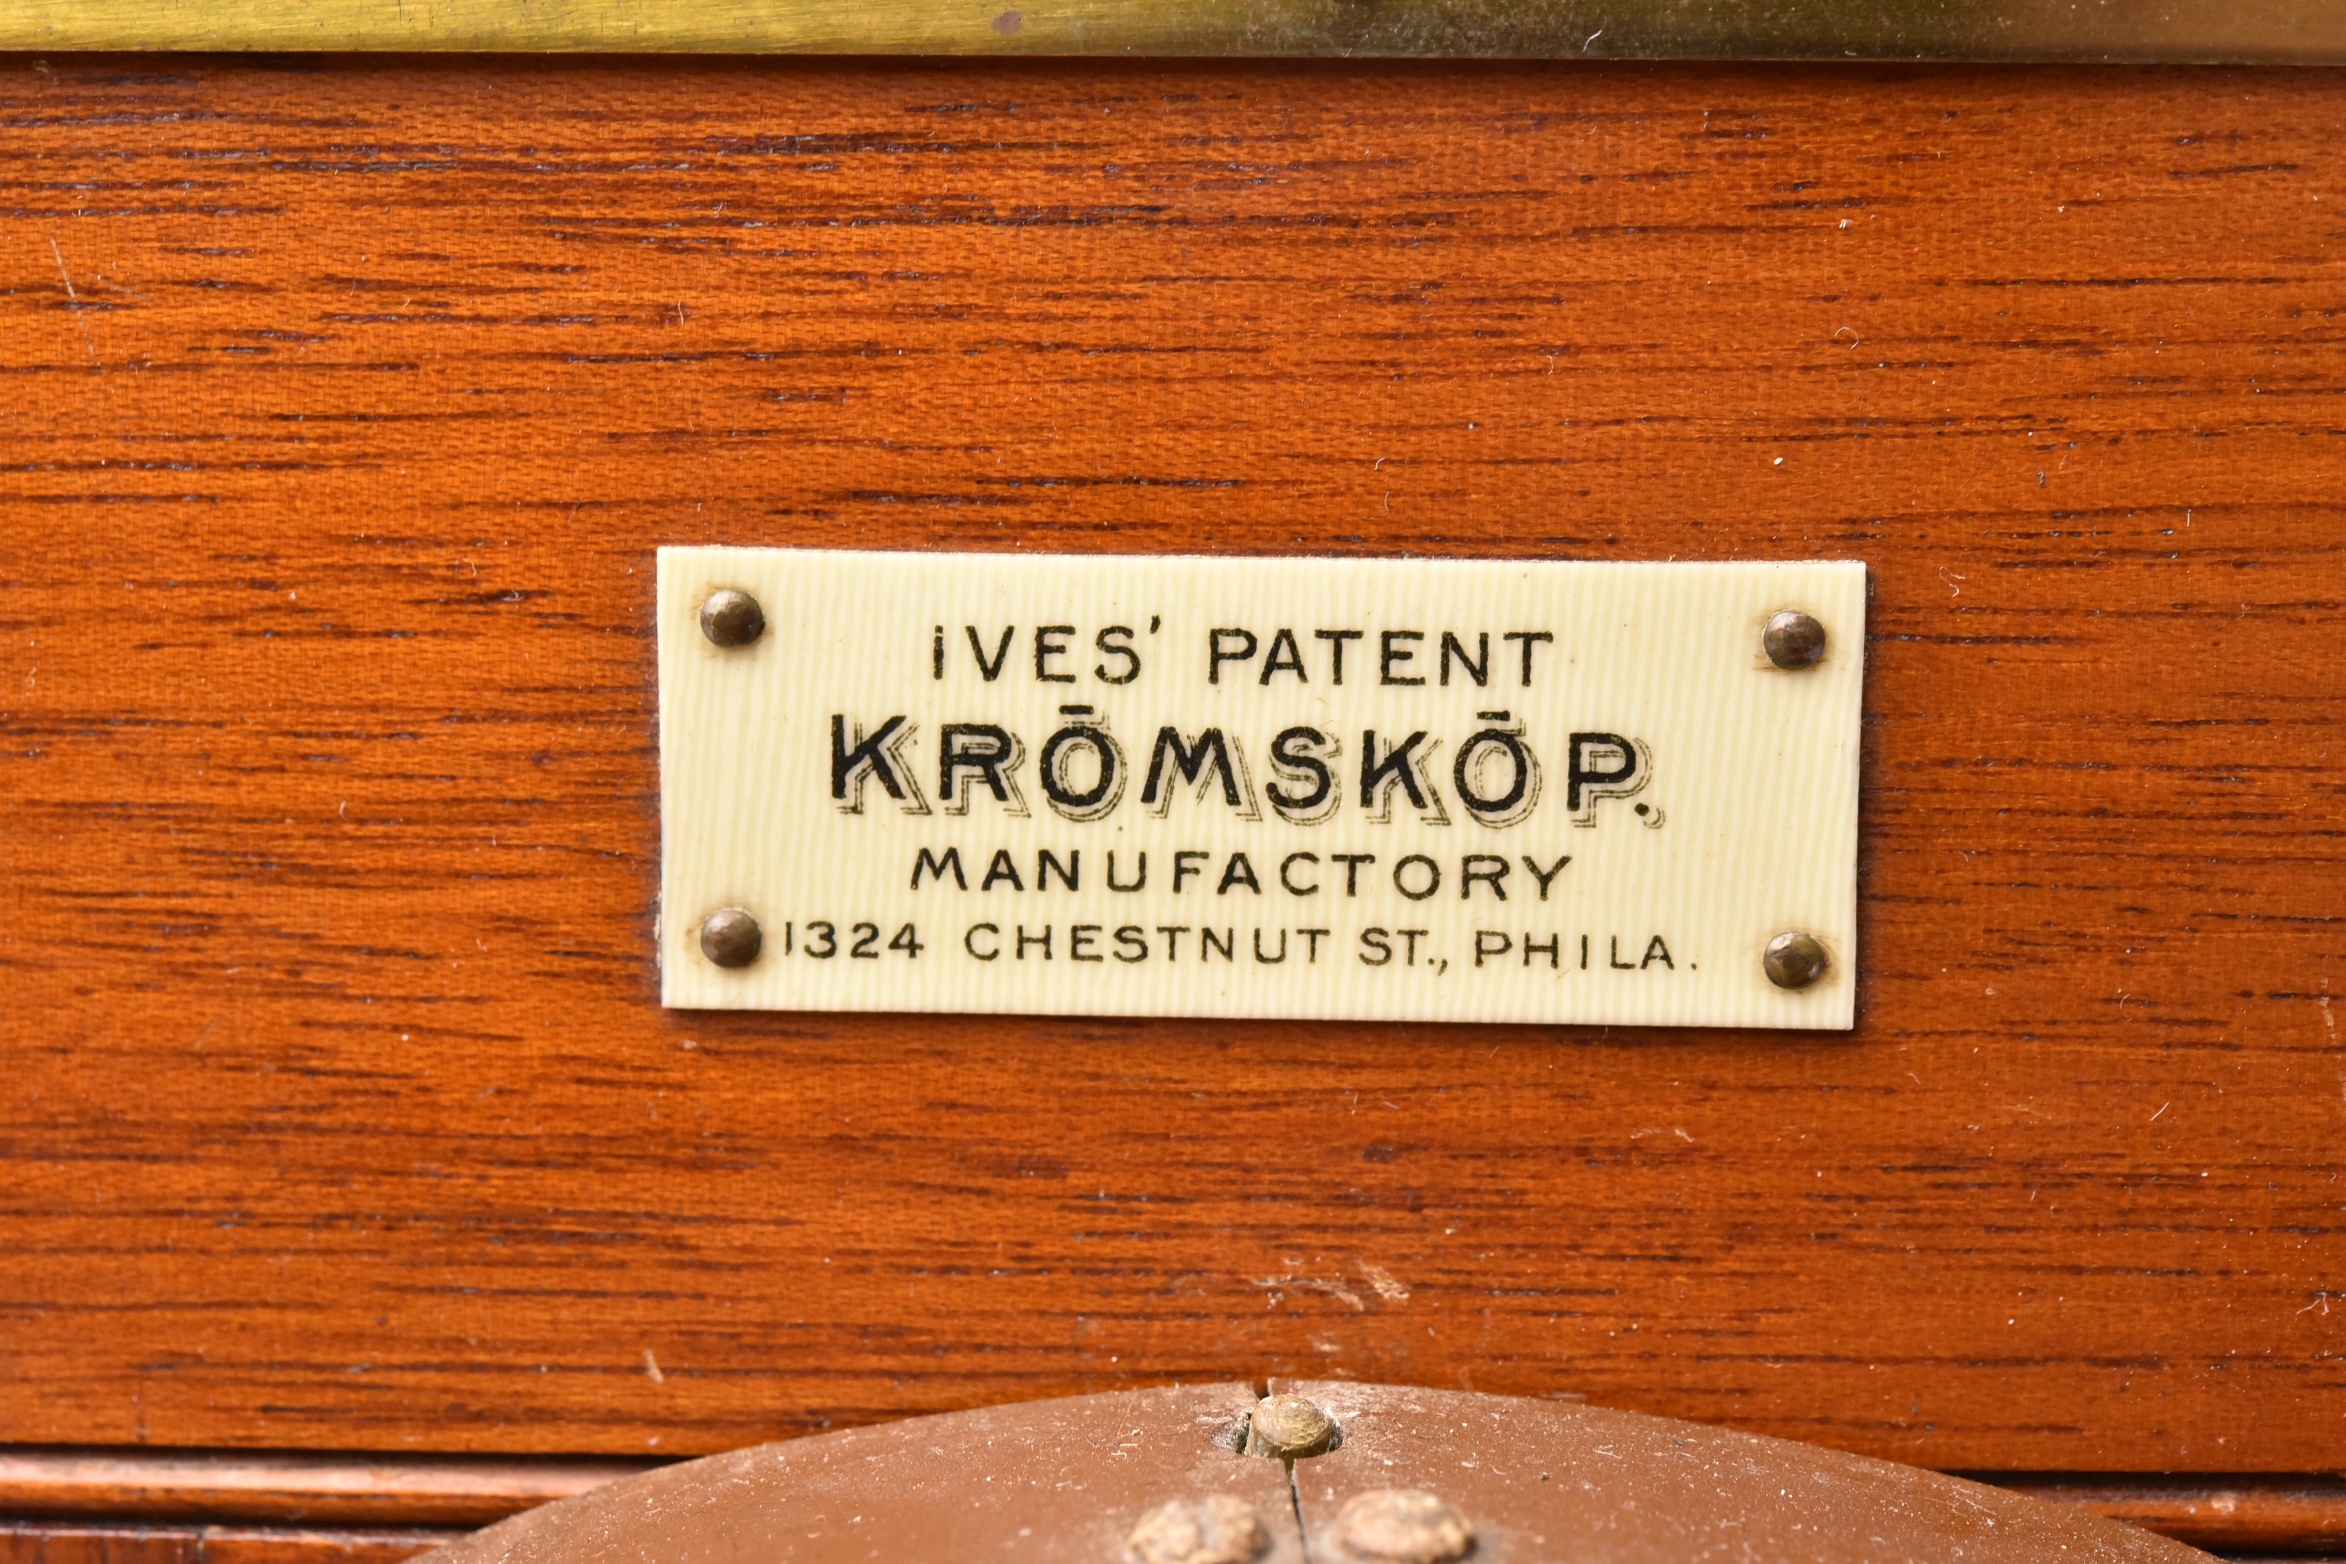 IVES' PATENT
KRŌMSKŌP.
MANUFACTORY
1324 CHESTNUT ST., PHILA.